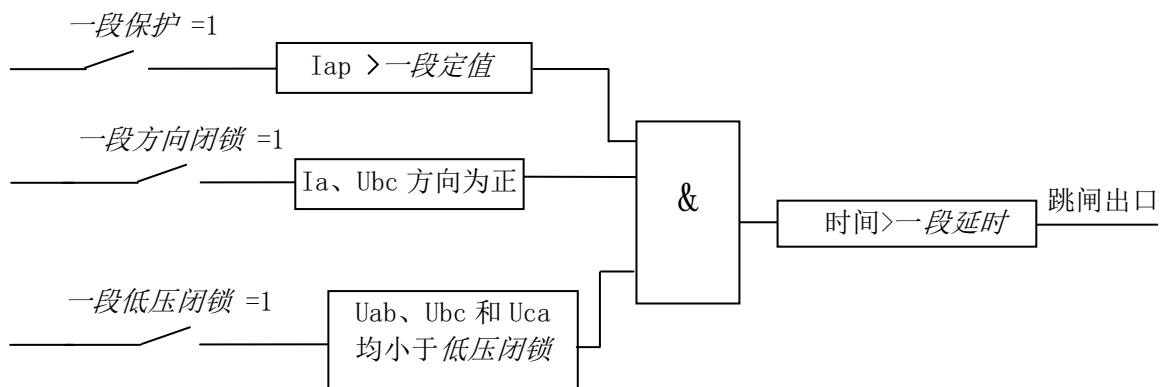 一段保护 =1
Iap >一段定值
一段方向闭锁 =1
Ia、Ubc 方向为正
&
时间>一段延时
跳闸出口
一段低压闭锁 =1
Uab、Ubc 和 Uca
均小于低压闭锁